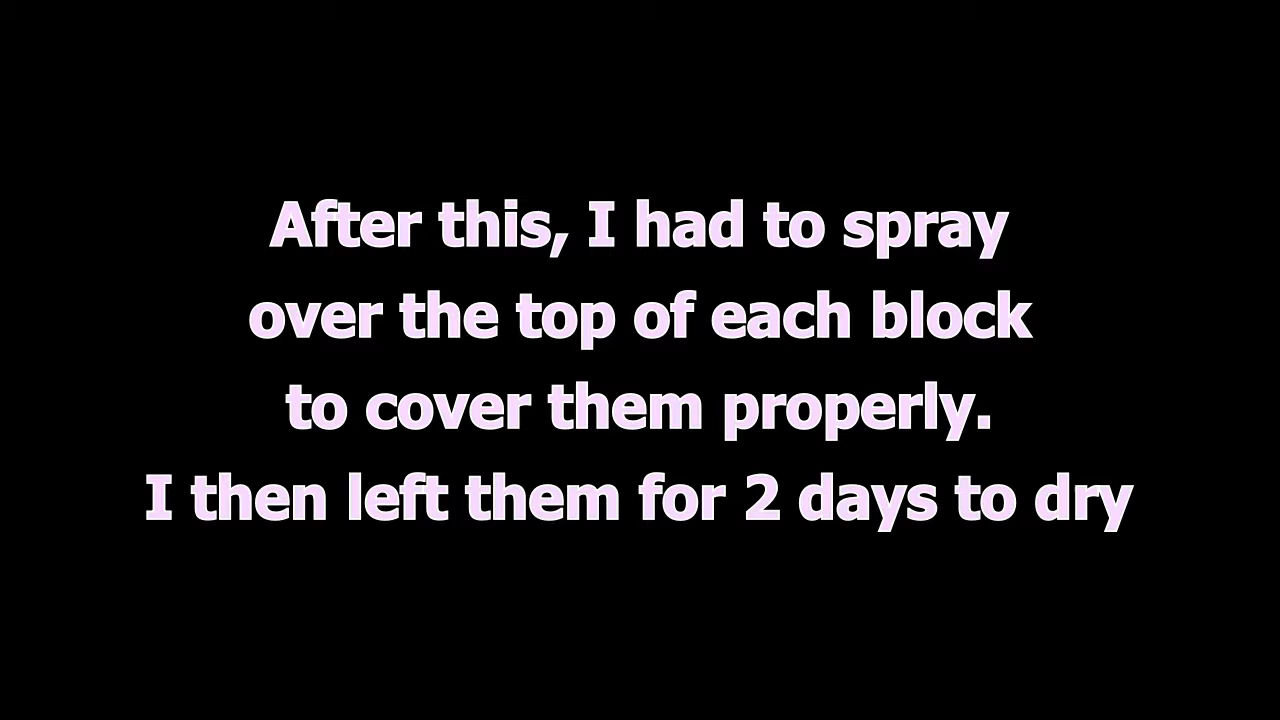 After this, I had to spray
over the top of each block
to cover them properly.
I then left them for 2 days to dry